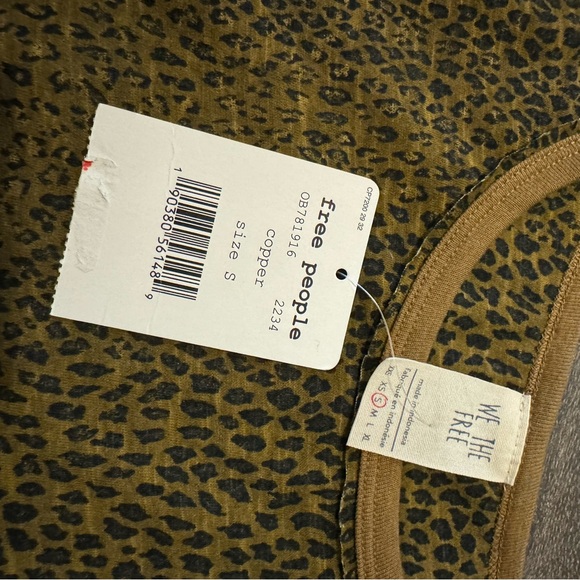 free people
OB781916
copper 2234
size S
1 90380 56148 9
CP7200 29 32
WE THE
FREE
made in indonesia
fabriqué en indonésie
XXS XS S M L XL